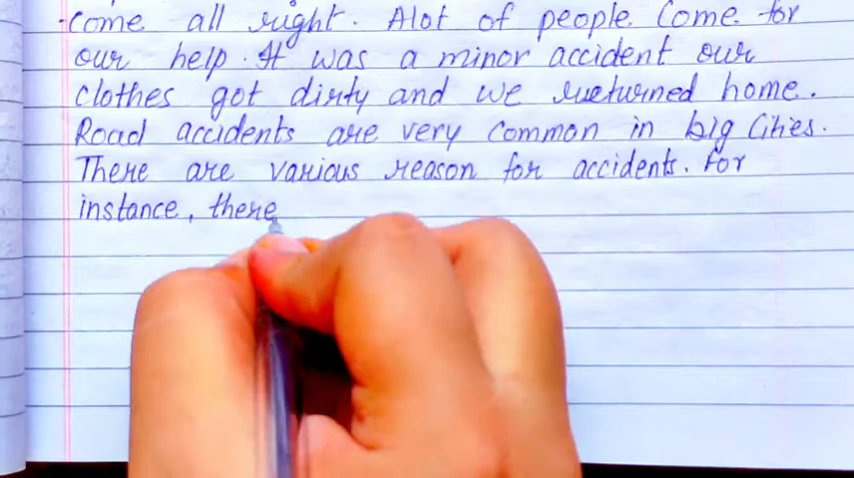 come all right. Alot of people. Come for
our help. It was a minor accident our
clothes got dirty and we rueturned home.
Road accidents are very common in big Cities.
There are various reason for accidents. For
instance, there